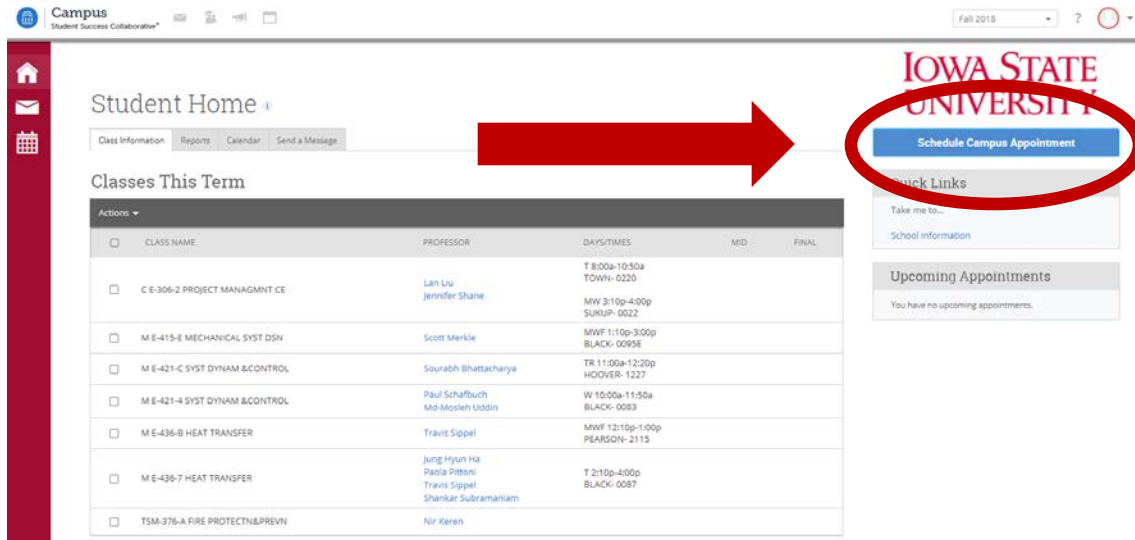 Campus
Student Success Collaborative™
Fall 2018
?
IOWA STATE
UNIVERSITY
Student Home
Class Information Reports Calendar Send a Message
Schedule Campus Appointment
Classes This Term
Quick Links
Actions
Take me to...
School Information
CLASS NAME PROFESSOR DAYS/TIMES MID FINAL
C E-306-2 PROJECT MANAGMNT CE
Lan Liu
Jennifer Shane
T 8:00a-10:50a
TOWN- 0220
MW 3:10p-4:00p
SUKUP- 0022
Upcoming Appointments
You have no upcoming appointments.
M E-415-E MECHANICAL SYST DSN
Scott Merkle
MWF 1:10p-3:00p
BLACK- 0095E
M E-421-C SYST DYNAM &CONTROL
Sourabh Bhattacharya
TR 11:00a-12:20p
HOOVER- 1227
M E-421-4 SYST DYNAM &CONTROL
Paul Schafbuch
Md-Mosleh Uddin
W 10:00a-11:50a
BLACK- 0083
M E-436-B HEAT TRANSFER
Travis Sippel
MWF 12:10p-1:00p
PEARSON- 2115
M E-436-7 HEAT TRANSFER
Jung Hyun Ha
Paola Pittoni
Travis Sippel
Shankar Subramaniam
T 2:10p-4:00p
BLACK- 0087
TSM-376-A FIRE PROTECTN&PREVN
Nir Keren